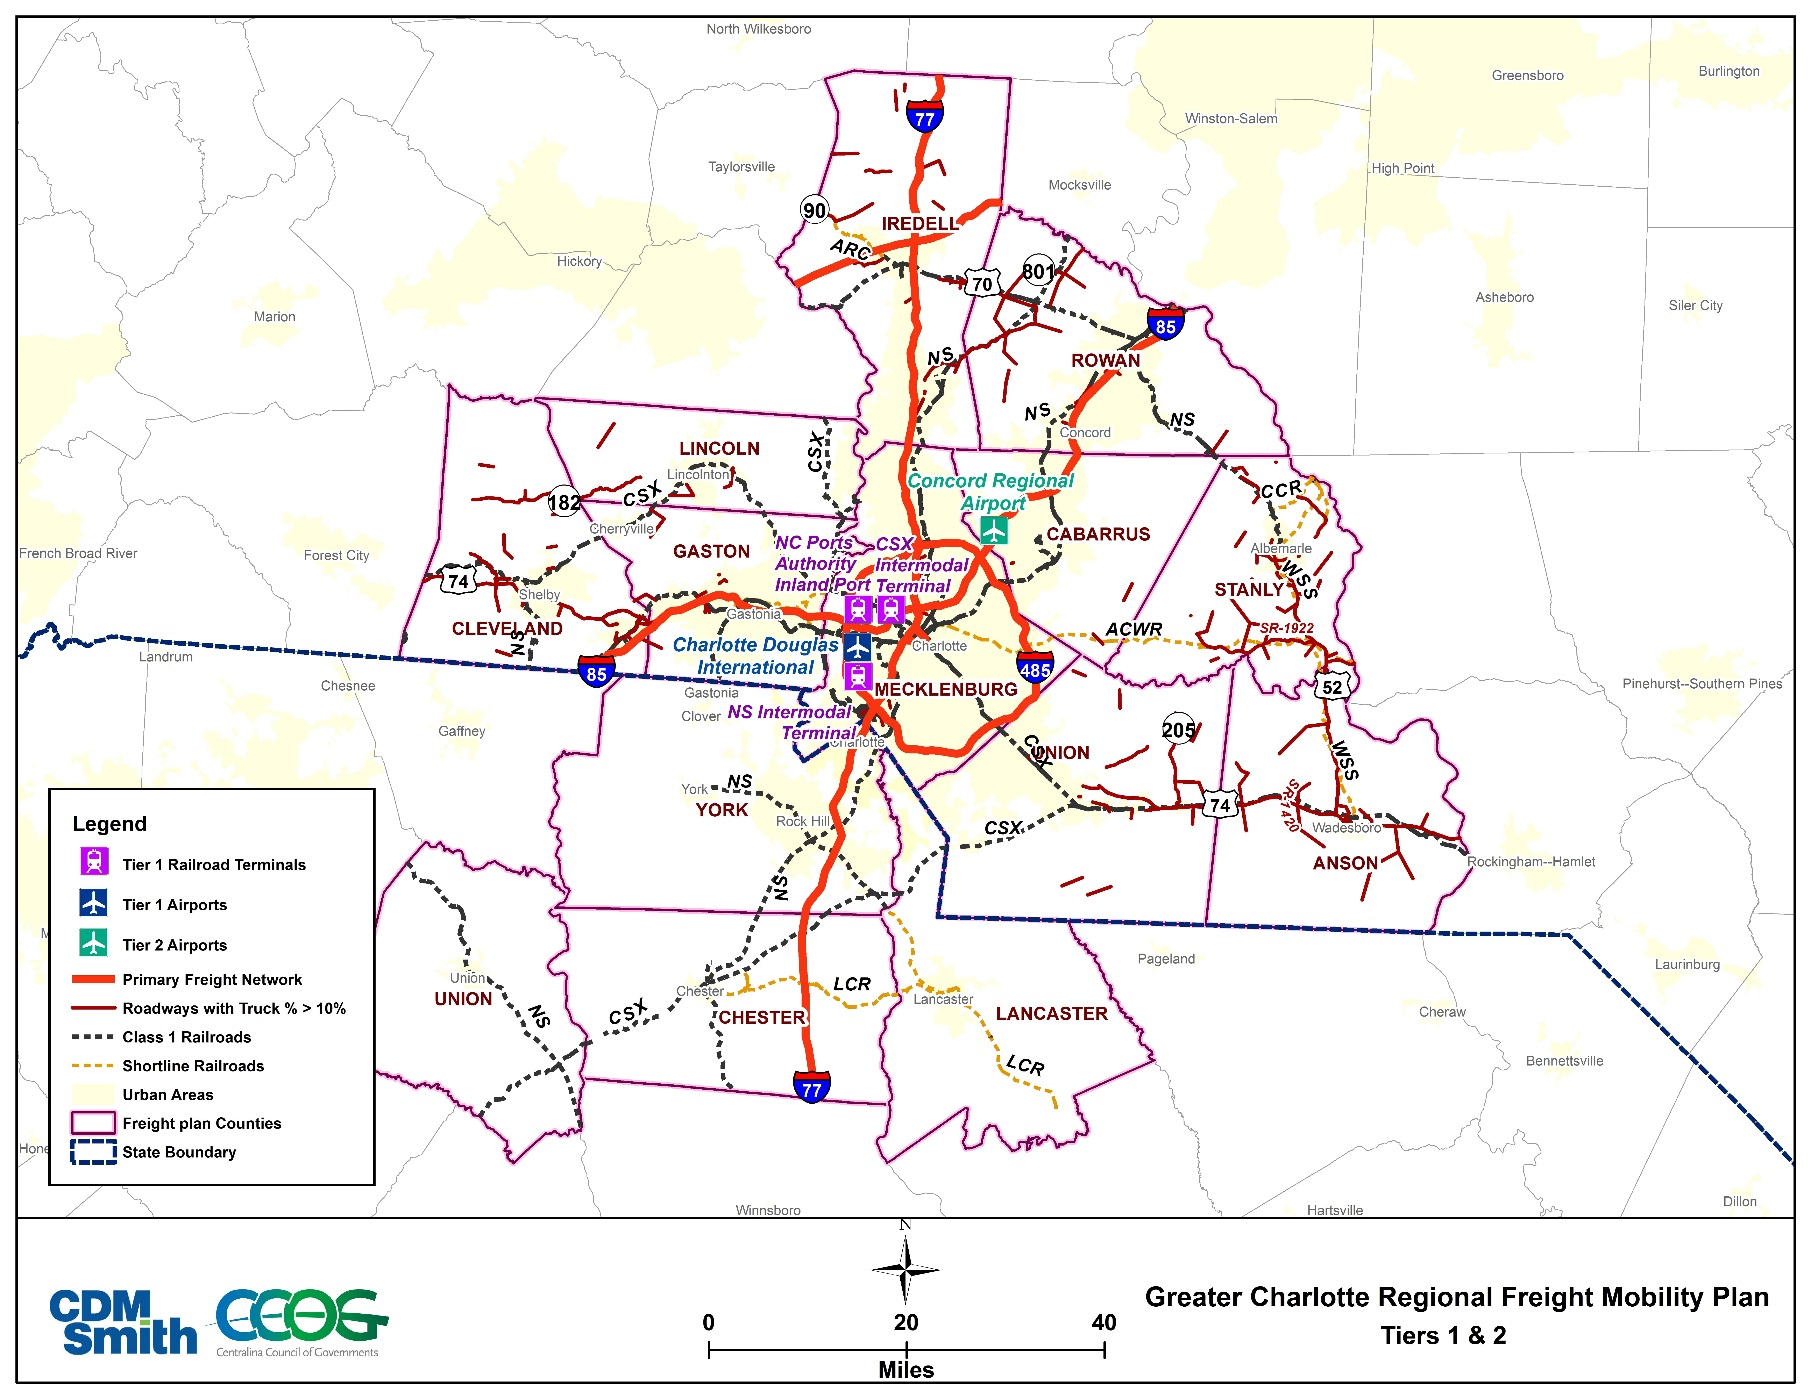 North Wilkesboro
Greensboro
Burlington
77
Winston-Salem
Taylorsville
High Point
Mocksville
90
IREDELL
ARC
Hickory
801
70
Asheboro
Siler City
Marion
85
NS
ROWAN
NS
NS
Concord
LINCOLN
CSX
Lincolnton
Concord Regional
Airport
CSX
182
CCR
Cherryville
CABARRUS
NC Ports
Authority
Inland Port
CSX
Intermodal
Terminal
GASTON
Albemarle
French Broad River
Forest City
WSS
74
Shelby
STANLY
Gastonia
CLEVELAND
NS
ACWR
SR-1922
Charlotte Douglas
International
Charlotte
Landrum
85
485
Chesnee
Gastonia
MECKLENBURG
52
Pinehurst--Southern Pines
Clover
NS Intermodal
Terminal
Charlotte
Gaffney
205
CSX
UNION
WSS
York
NS
YORK
74
SR-1420
Rock Hill
CSX
Wadesboro
ANSON
Rockingham--Hamlet
NS
M
Union
UNION
Chester
LCR
Lancaster
Pageland
Laurinburg
NS
CSX
CHESTER
LANCASTER
Cheraw
LCR
Bennettsville
77
Hone
Winnsboro
Hartsville
Dillon
Legend
Tier 1 Railroad Terminals
Tier 1 Airports
Tier 2 Airports
Primary Freight Network
Roadways with Truck % > 10%
Class 1 Railroads
Shortline Railroads
Urban Areas
Freight plan Counties
State Boundary
N
CDM
Smith
CCOG
Centralina Council of Governments
0 20 40
Miles
Greater Charlotte Regional Freight Mobility Plan
Tiers 1 & 2